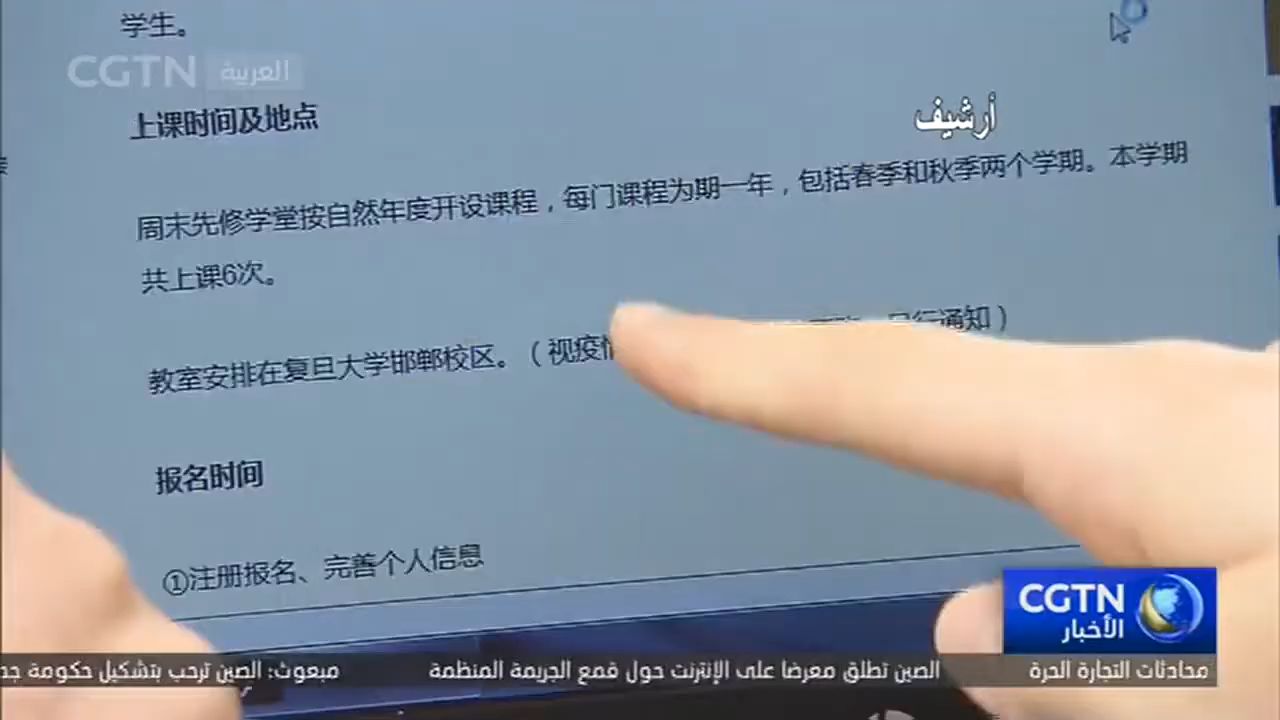 学生。
CGTN العربية
أرشيف
上课时间及地点
周末先修学堂按自然年度开设课程，每门课程为期一年，包括春季和秋季两个学期。本学期
共上课6次。
教室安排在复旦大学邯郸校区。（视疫 另行通知）
报名时间
①注册报名、完善个人信息
CGTN
الأخبار
محادثات التجارة الحرة الصين تطلق معرضا على الإنترنت حول قمع الجريمة المنظمة مبعوث: الصين ترحب بتشكيل حكومة